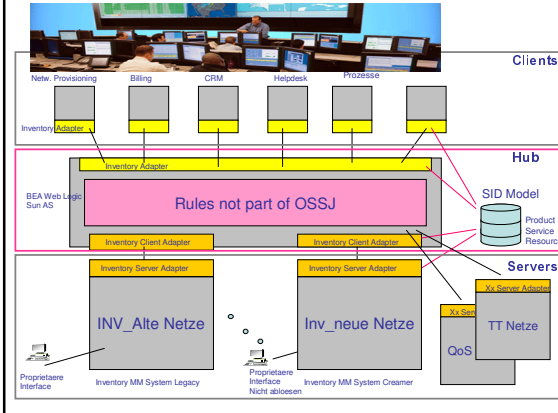 Clients
Netw. Provisioning
Billing
CRM
Helpdesk
Prozesse
Inventory Adapter
Hub
Inventory Adapter
BEA Web Logic
Sun AS
Rules not part of OSSJ
SID Model
Product
Service
Resourc
Inventory Client Adapter
Inventory Client Adapter
Servers
Inventory Server Adapter
Inventory Server Adapter
Xx Server Adapter
Xx Ser
INV_Alte Netze
Inv_neue Netze
TT Netze
QoS
Proprietaere
Interface
Inventory MM System Legacy
Proprietaere
Interface
Nicht abloesen
Inventory MM System Creamer